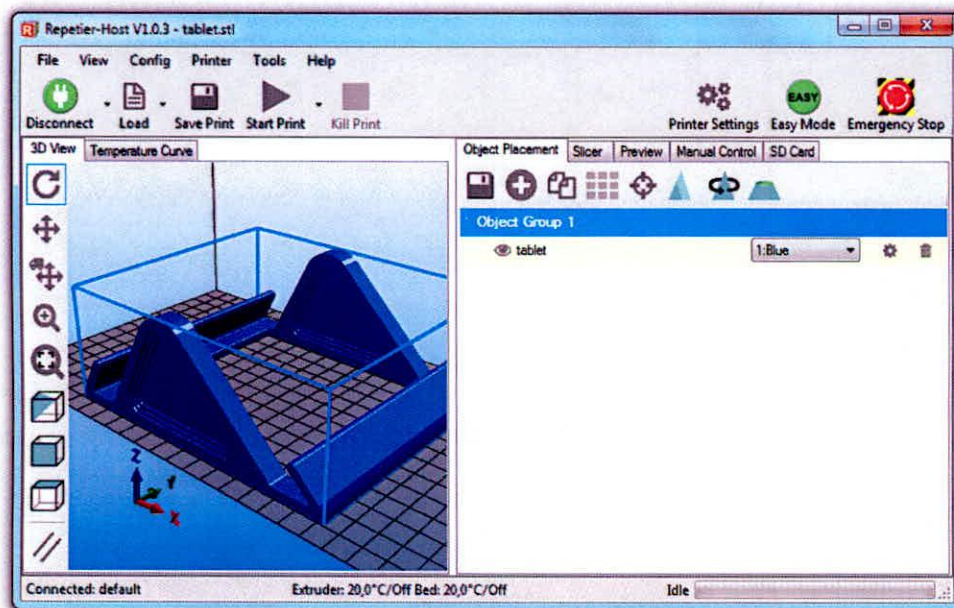 Repetier-Host V1.0.3 - tablet.stl
File View Config Printer Tools Help
Disconnect Load Save Print Start Print Kill Print Printer Settings EASY Easy Mode Emergency Stop
3D View Temperature Curve Object Placement Slicer Preview Manual Control SD Card
Object Group 1
tablet 1:Blue
Z
Y
X
Connected: default Extruder: 20,0°C/Off Bed: 20,0°C/Off Idle